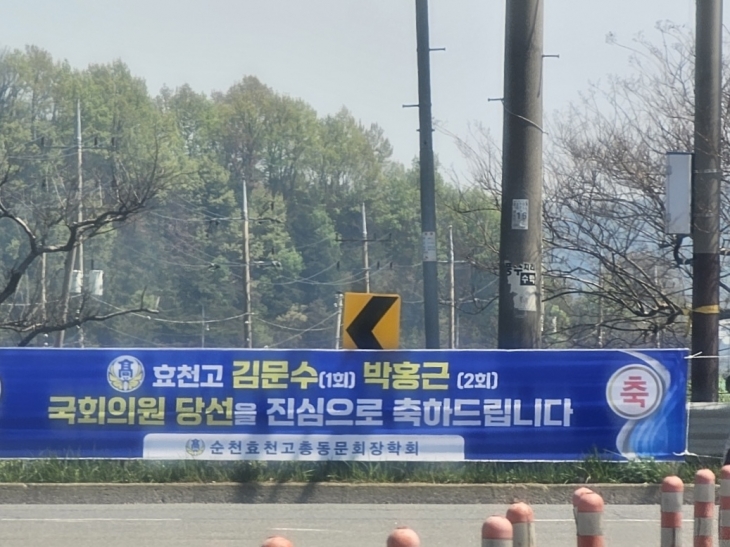 高 효천고 김문수(1회) 박홍근 (2회)
국회의원 당선을 진심으로 축하드립니다
순천효천고총동문회장학회
축